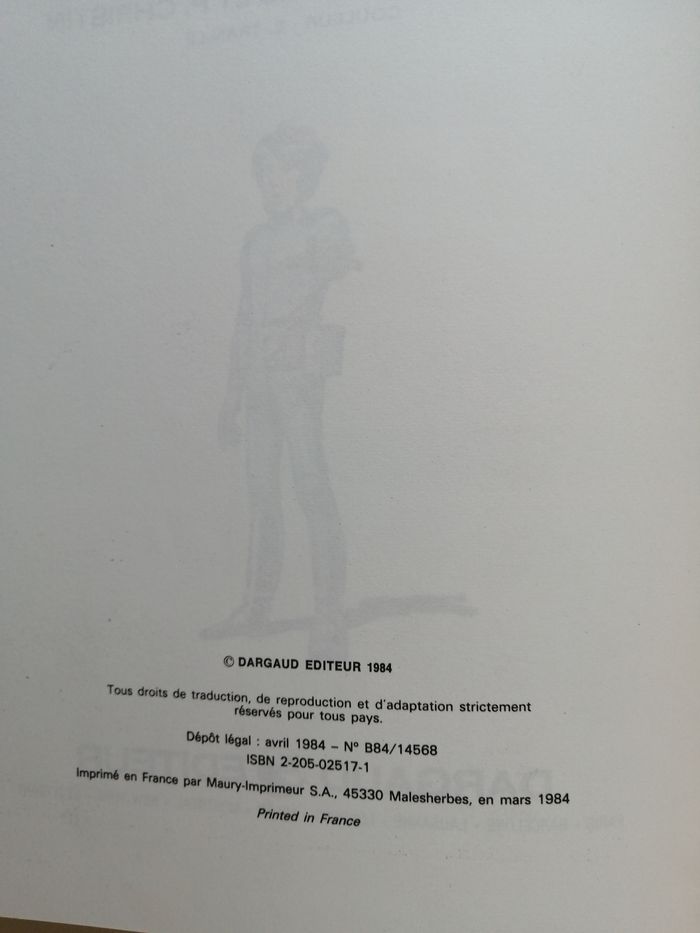 © DARGAUD EDITEUR 1984
Tous droits de traduction, de reproduction et d'adaptation strictement
réservés pour tous pays.
Dépôt légal : avril 1984 – Nº B84/14568
ISBN 2-205-02517-1
Imprimé en France par Maury-Imprimeur S.A., 45330 Malesherbes, en mars 1984
Printed in France